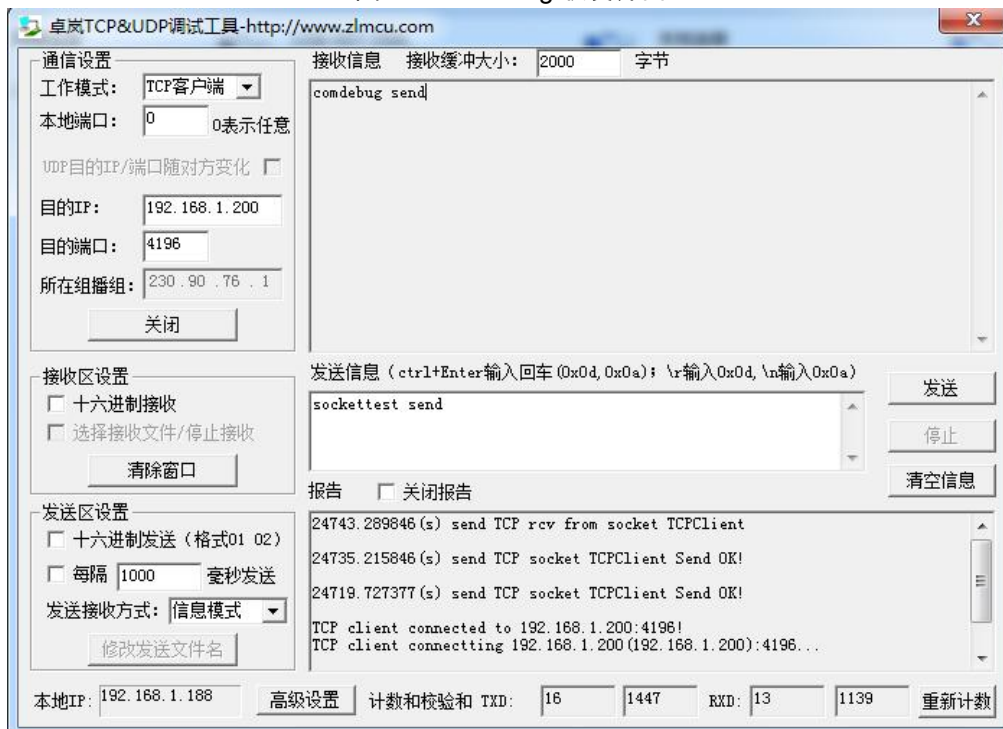 卓岚TCP&UDP调试工具-http://www.zlmcu.com
通信设置
工作模式： TCP客户端
本地端口： 0 0表示任意
UDP目的IP/端口随对方变化
目的IP： 192.168.1.200
目的端口： 4196
所在组播组： 230.90.76.1
关闭
接收信息 接收缓冲大小： 2000 字节
comdebug send
接收区设置
十六进制接收
选择接收文件/停止接收
清除窗口
发送信息（ctrl+Enter输入回车(0x0d,0x0a)；\r输入0x0d,\n输入0x0a）
sockettest send
发送
停止
清空信息
发送区设置
十六进制发送（格式01 02）
每隔 1000 毫秒发送
发送接收方式： 信息模式
修改发送文件名
报告 关闭报告
24743.289846(s) send TCP rcv from socket TCPClient
24735.215846(s) send TCP socket TCPClient Send OK!
24719.727377(s) send TCP socket TCPClient Send OK!
TCP client connected to 192.168.1.200:4196!
TCP client connectting 192.168.1.200(192.168.1.200):4196...
本地IP: 192.168.1.188 高级设置 计数和校验和 TXD: 16 1447 RXD: 13 1139 重新计数